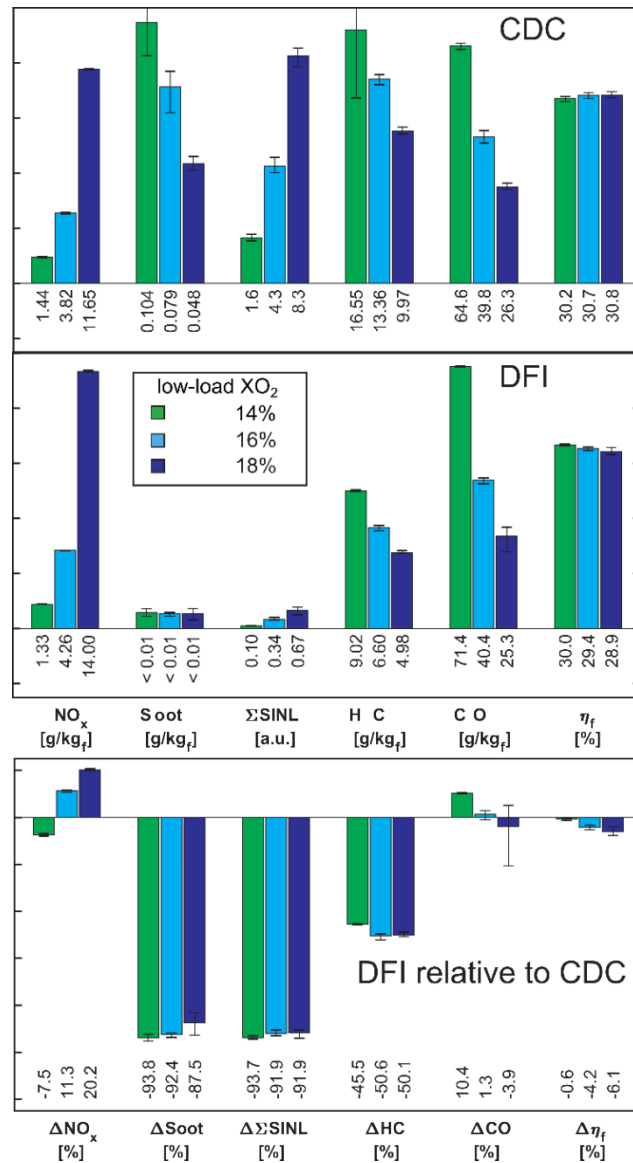 CDC
1.44 3.82 11.65 0.104 0.079 0.048 1.6 4.3 8.3 16.55 13.36 9.97 64.6 39.8 26.3 30.2 30.7 30.8
DFI
low-load XO₂
14%
16%
18%
1.33 4.26 14.00 < 0.01 < 0.01 < 0.01 0.10 0.34 0.67 9.02 6.60 4.98 71.4 40.4 25.3 30.0 29.4 28.9
NOₓ Soot ΣSINL HC CO η_f
[g/kg_f] [g/kg_f] [a.u.] [g/kg_f] [g/kg_f] [%]
DFI relative to CDC
-7.5 11.3 20.2 -93.8 -92.4 -87.5 -93.7 -91.9 -91.9 -45.5 -50.6 -50.1 10.4 1.3 -3.9 -0.6 -4.2 -6.1
ΔNOₓ ΔSoot ΔΣSINL ΔHC ΔCO Δη_f
[%] [%] [%] [%] [%] [%]